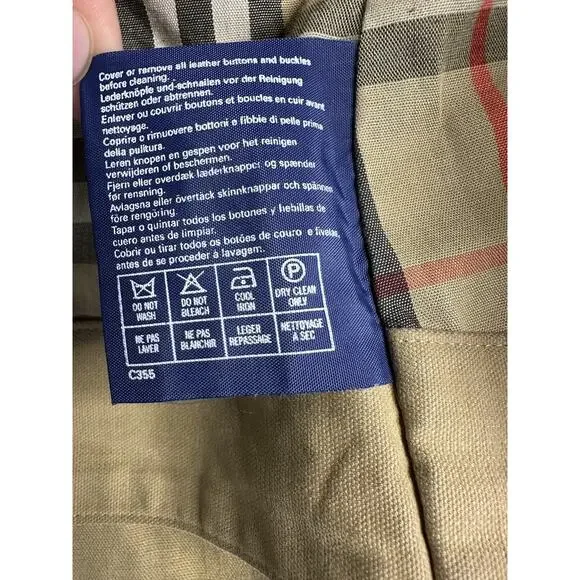 Cover or remove all leather buttons and buckles
before cleaning.
Lederknöpfe und-schnallen vor der Reinigung
schützen oder abtrennen.
Enlever ou couvrir boutons et boucles en cuir avant
nettoyage.
Coprire o rimuovere bottoni e fibbie di pelle prima
della pulitura.
Leren knopen en gespen voor het reinigen
verwijderen of beschermen.
Fjern eller overdæk læderknapper og spænder
før rensning.
Avlagsna eller övertäck skinnknappar och spännen
före rengöring.
Tapar o quintar todos los botones y hebillas de
cuero antes de limpiar.
Cobrir ou tirar todos os botões de couro e fivelas,
antes de se proceder à lavagem.
P
DO NOT WASH
DO NOT BLEACH
COOL IRON
DRY CLEAN ONLY
NE PAS LAVER
NE PAS BLANCHIR
LEGER REPASSAGE
NETTOYAGE A SEC
C355